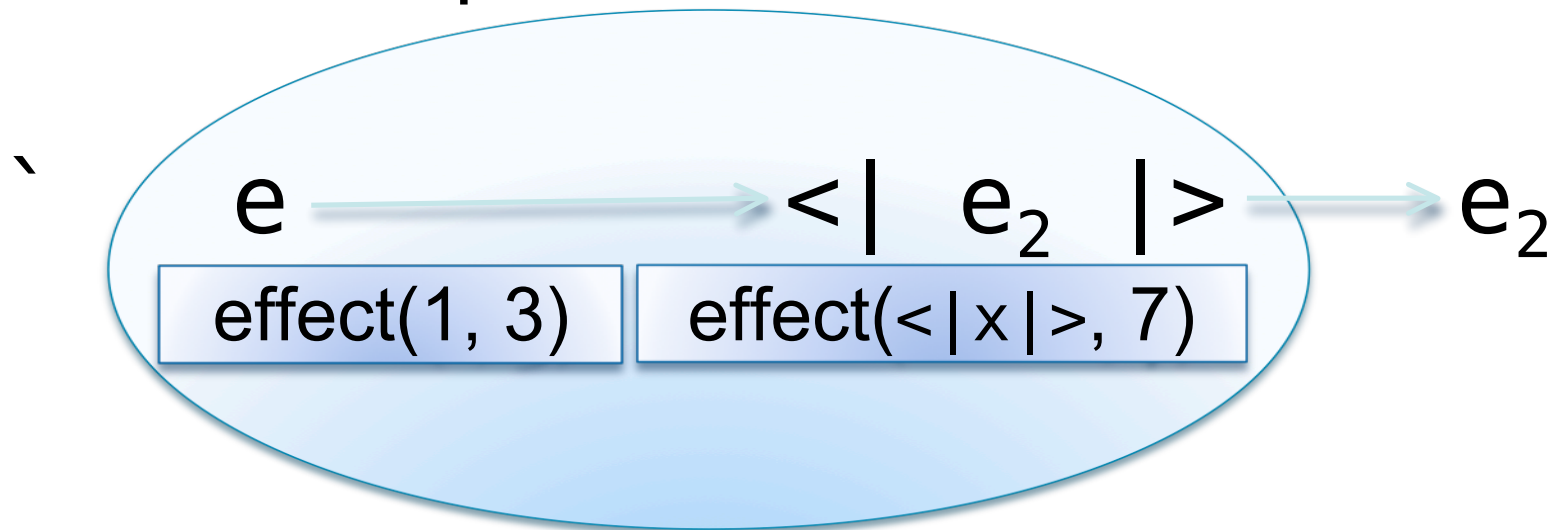 ` e <| e₂ |> e₂
effect(1, 3) effect(<|x|>, 7)